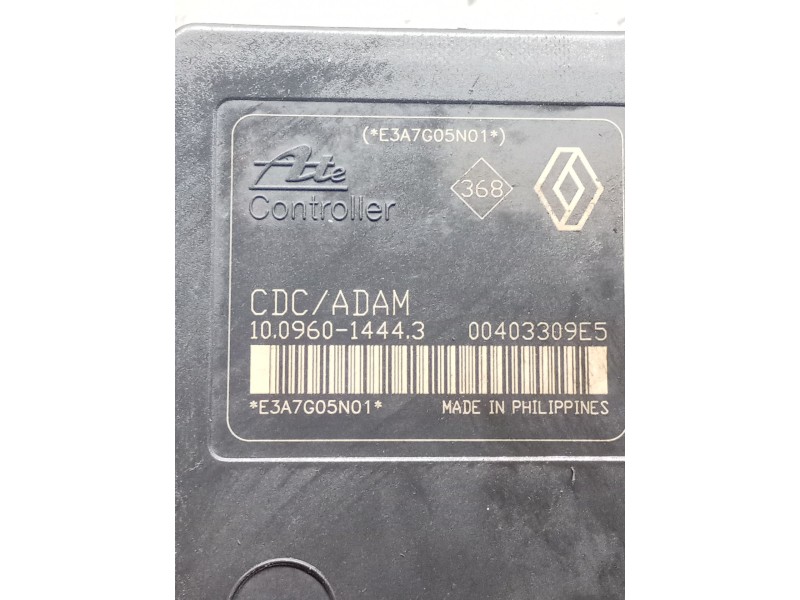 (*E3A7G05N01*)
Ate
368
Controller
CDC/ADAM
10.0960-1444.3 00403309E5
*E3A7G05N01* MADE IN PHILIPPINES